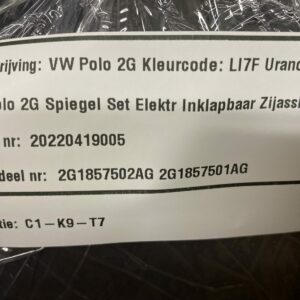 rijving: VW Polo 2G Kleurcode: LI7F Urano
olo 2G Spiegel Set Elektr Inklapbaar Zijassi
nr: 20220419005
deel nr: 2G1857502AG 2G1857501AG
tie: C1-K9-T7